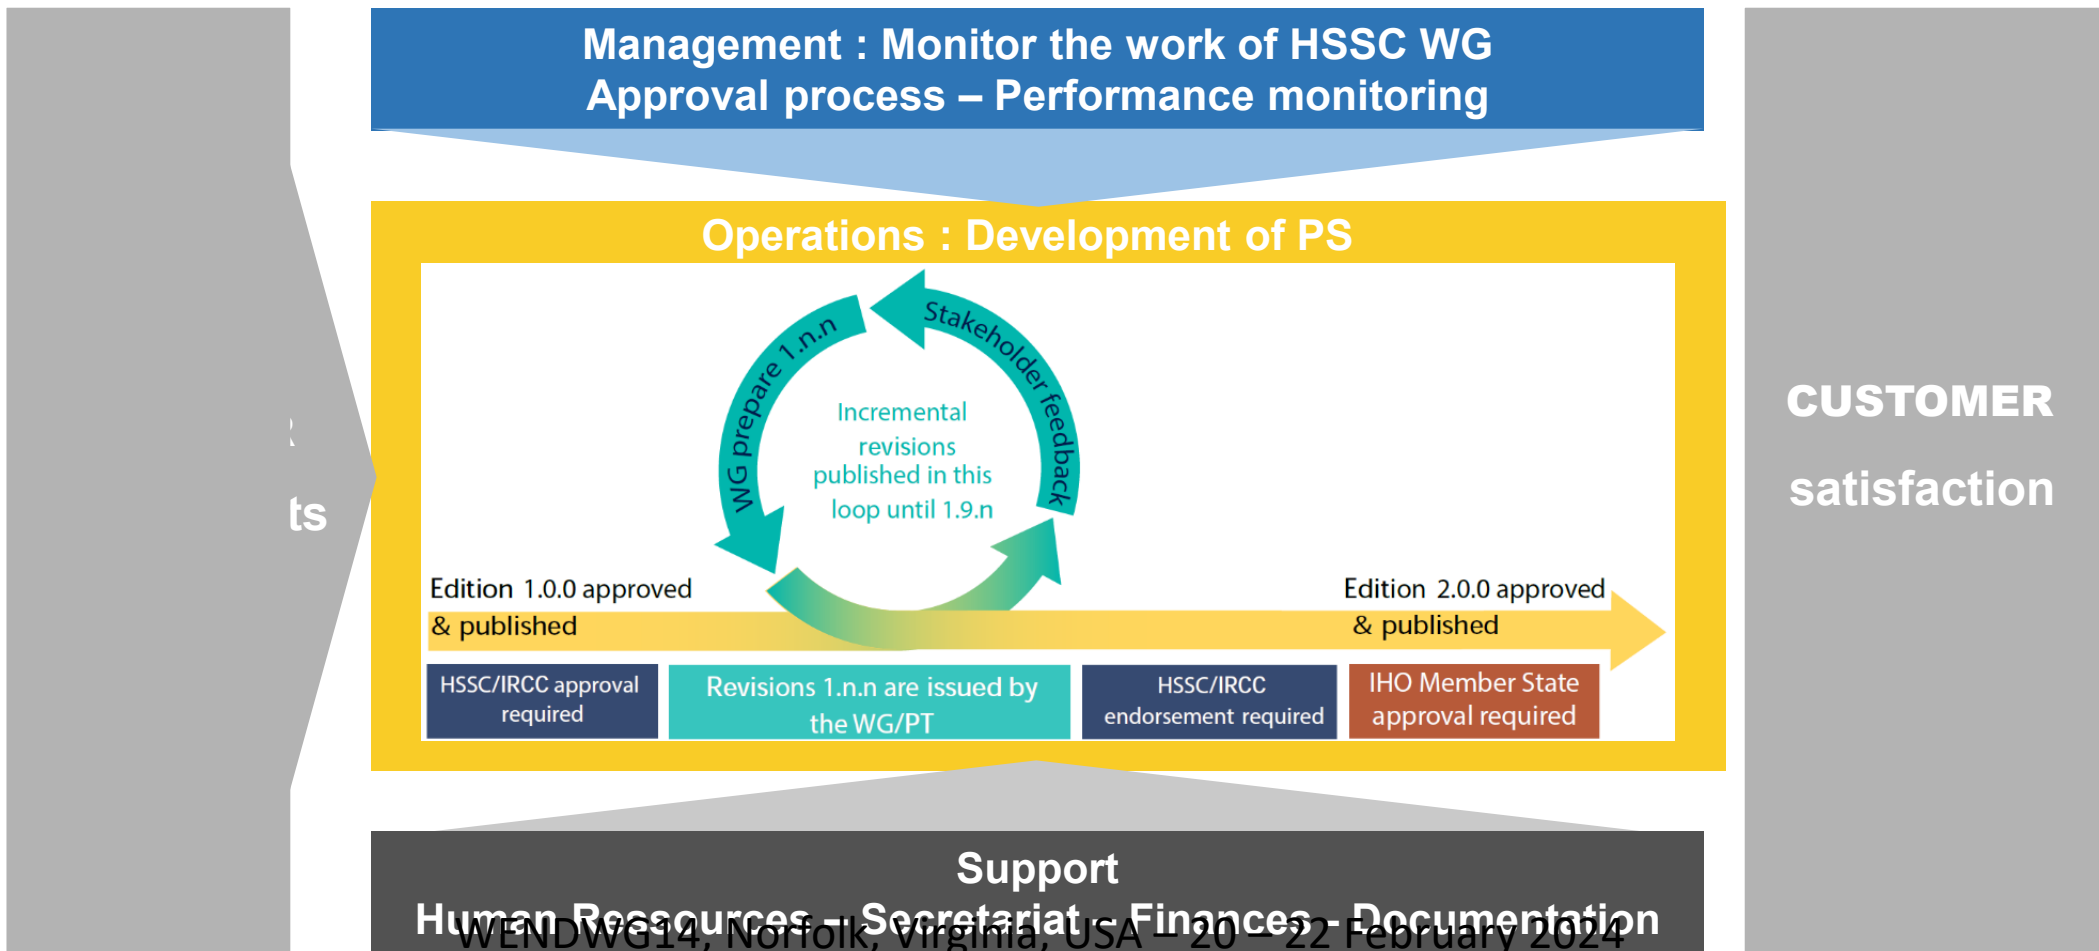 Management : Monitor the work of HSSC WG
Approval process – Performance monitoring
Operations : Development of PS
WG prepare 1.n.n
Stakeholder feedback
Incremental
revisions
published in this
loop until 1.9.n
Edition 1.0.0 approved
& published
Edition 2.0.0 approved
& published
HSSC/IRCC approval
required
Revisions 1.n.n are issued by
the WG/PT
HSSC/IRCC
endorsement required
IHO Member State
approval required
ts
CUSTOMER
satisfaction
Support
Human Ressources – Secretariat – Finances - Documentation
WENDWG14, Norfolk, Virginia, USA – 20 – 22 February 2024